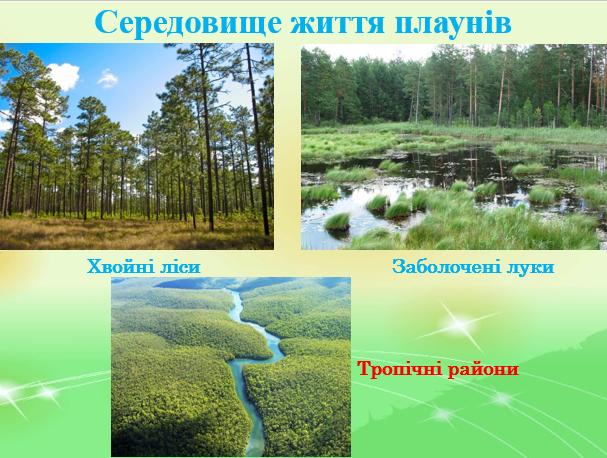 Середовище життя плаунів
Хвойні ліси
Заболочені луки
Тропічні райони